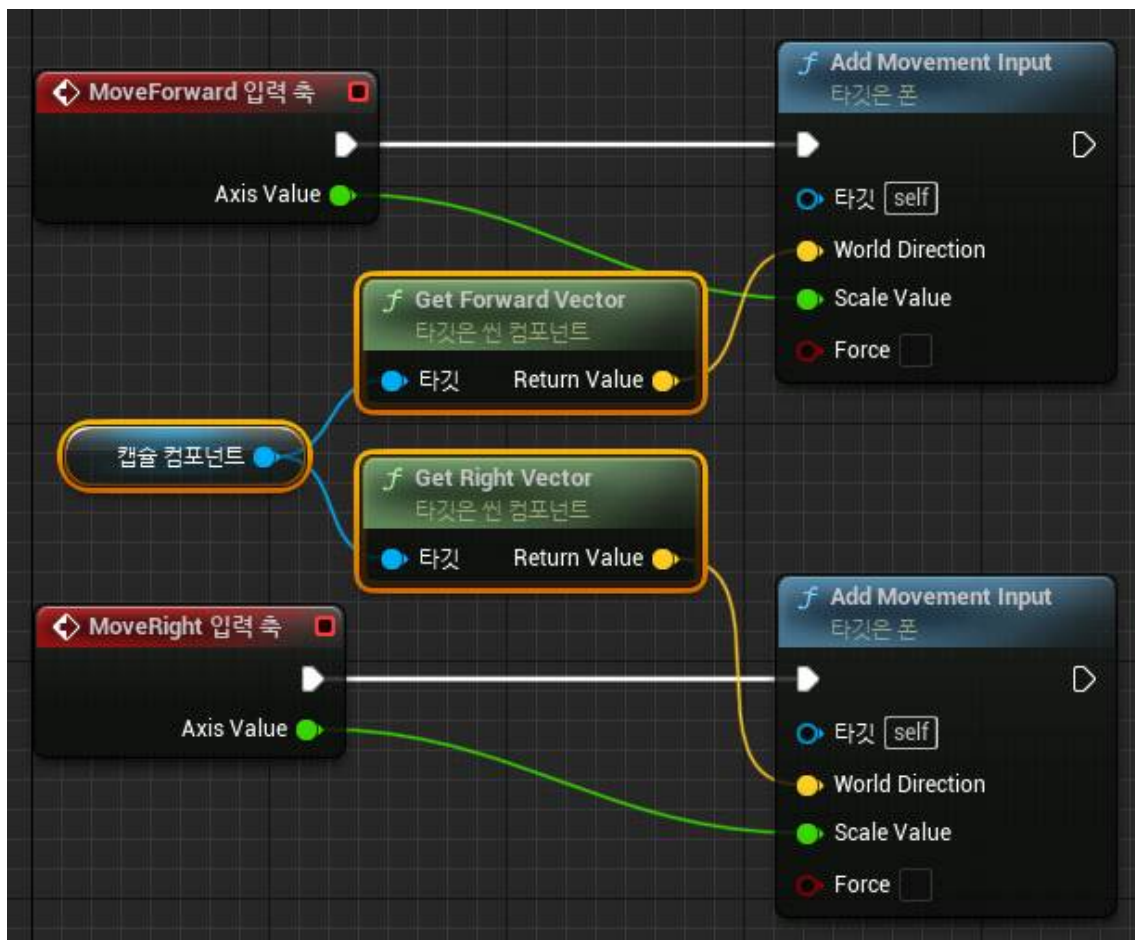 MoveForward 입력 축
Axis Value
Add Movement Input
타깃은 폰
타깃 self
World Direction
Scale Value
Force
Get Forward Vector
타깃은 씬 컴포넌트
타깃 Return Value
캡슐 컴포넌트
Get Right Vector
타깃은 씬 컴포넌트
타깃 Return Value
MoveRight 입력 축
Axis Value
Add Movement Input
타깃은 폰
타깃 self
World Direction
Scale Value
Force